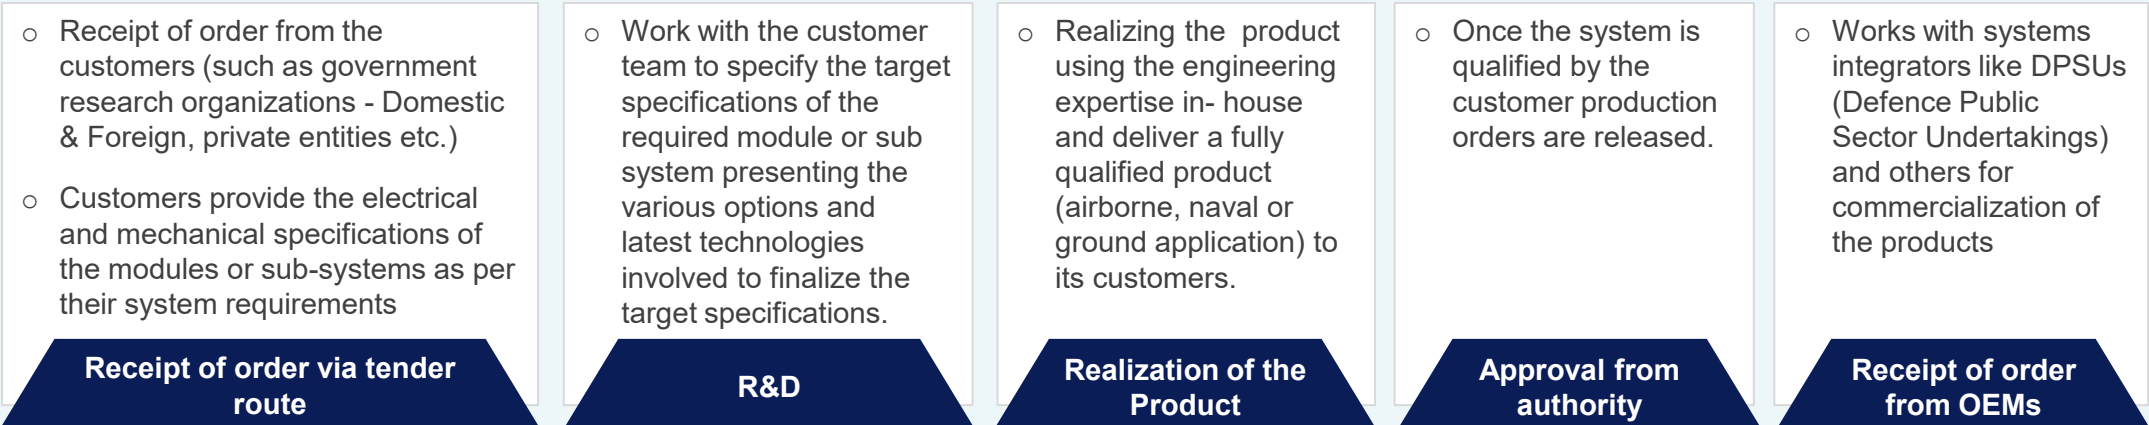 ○ Receipt of order from the
customers (such as government
research organizations - Domestic
& Foreign, private entities etc.)
○ Customers provide the electrical
and mechanical specifications of
the modules or sub-systems as per
their system requirements
Receipt of order via tender
route
○ Work with the customer
team to specify the target
specifications of the
required module or sub
system presenting the
various options and
latest technologies
involved to finalize the
target specifications.
R&D
○ Realizing the  product
using the engineering
expertise in- house
and deliver a fully
qualified product
(airborne, naval or
ground application) to
its customers.
Realization of the
Product
○ Once the system is
qualified by the
customer production
orders are released.
Approval from
authority
○ Works with systems
integrators like DPSUs
(Defence Public
Sector Undertakings)
and others for
commercialization of
the products
Receipt of order
from OEMs